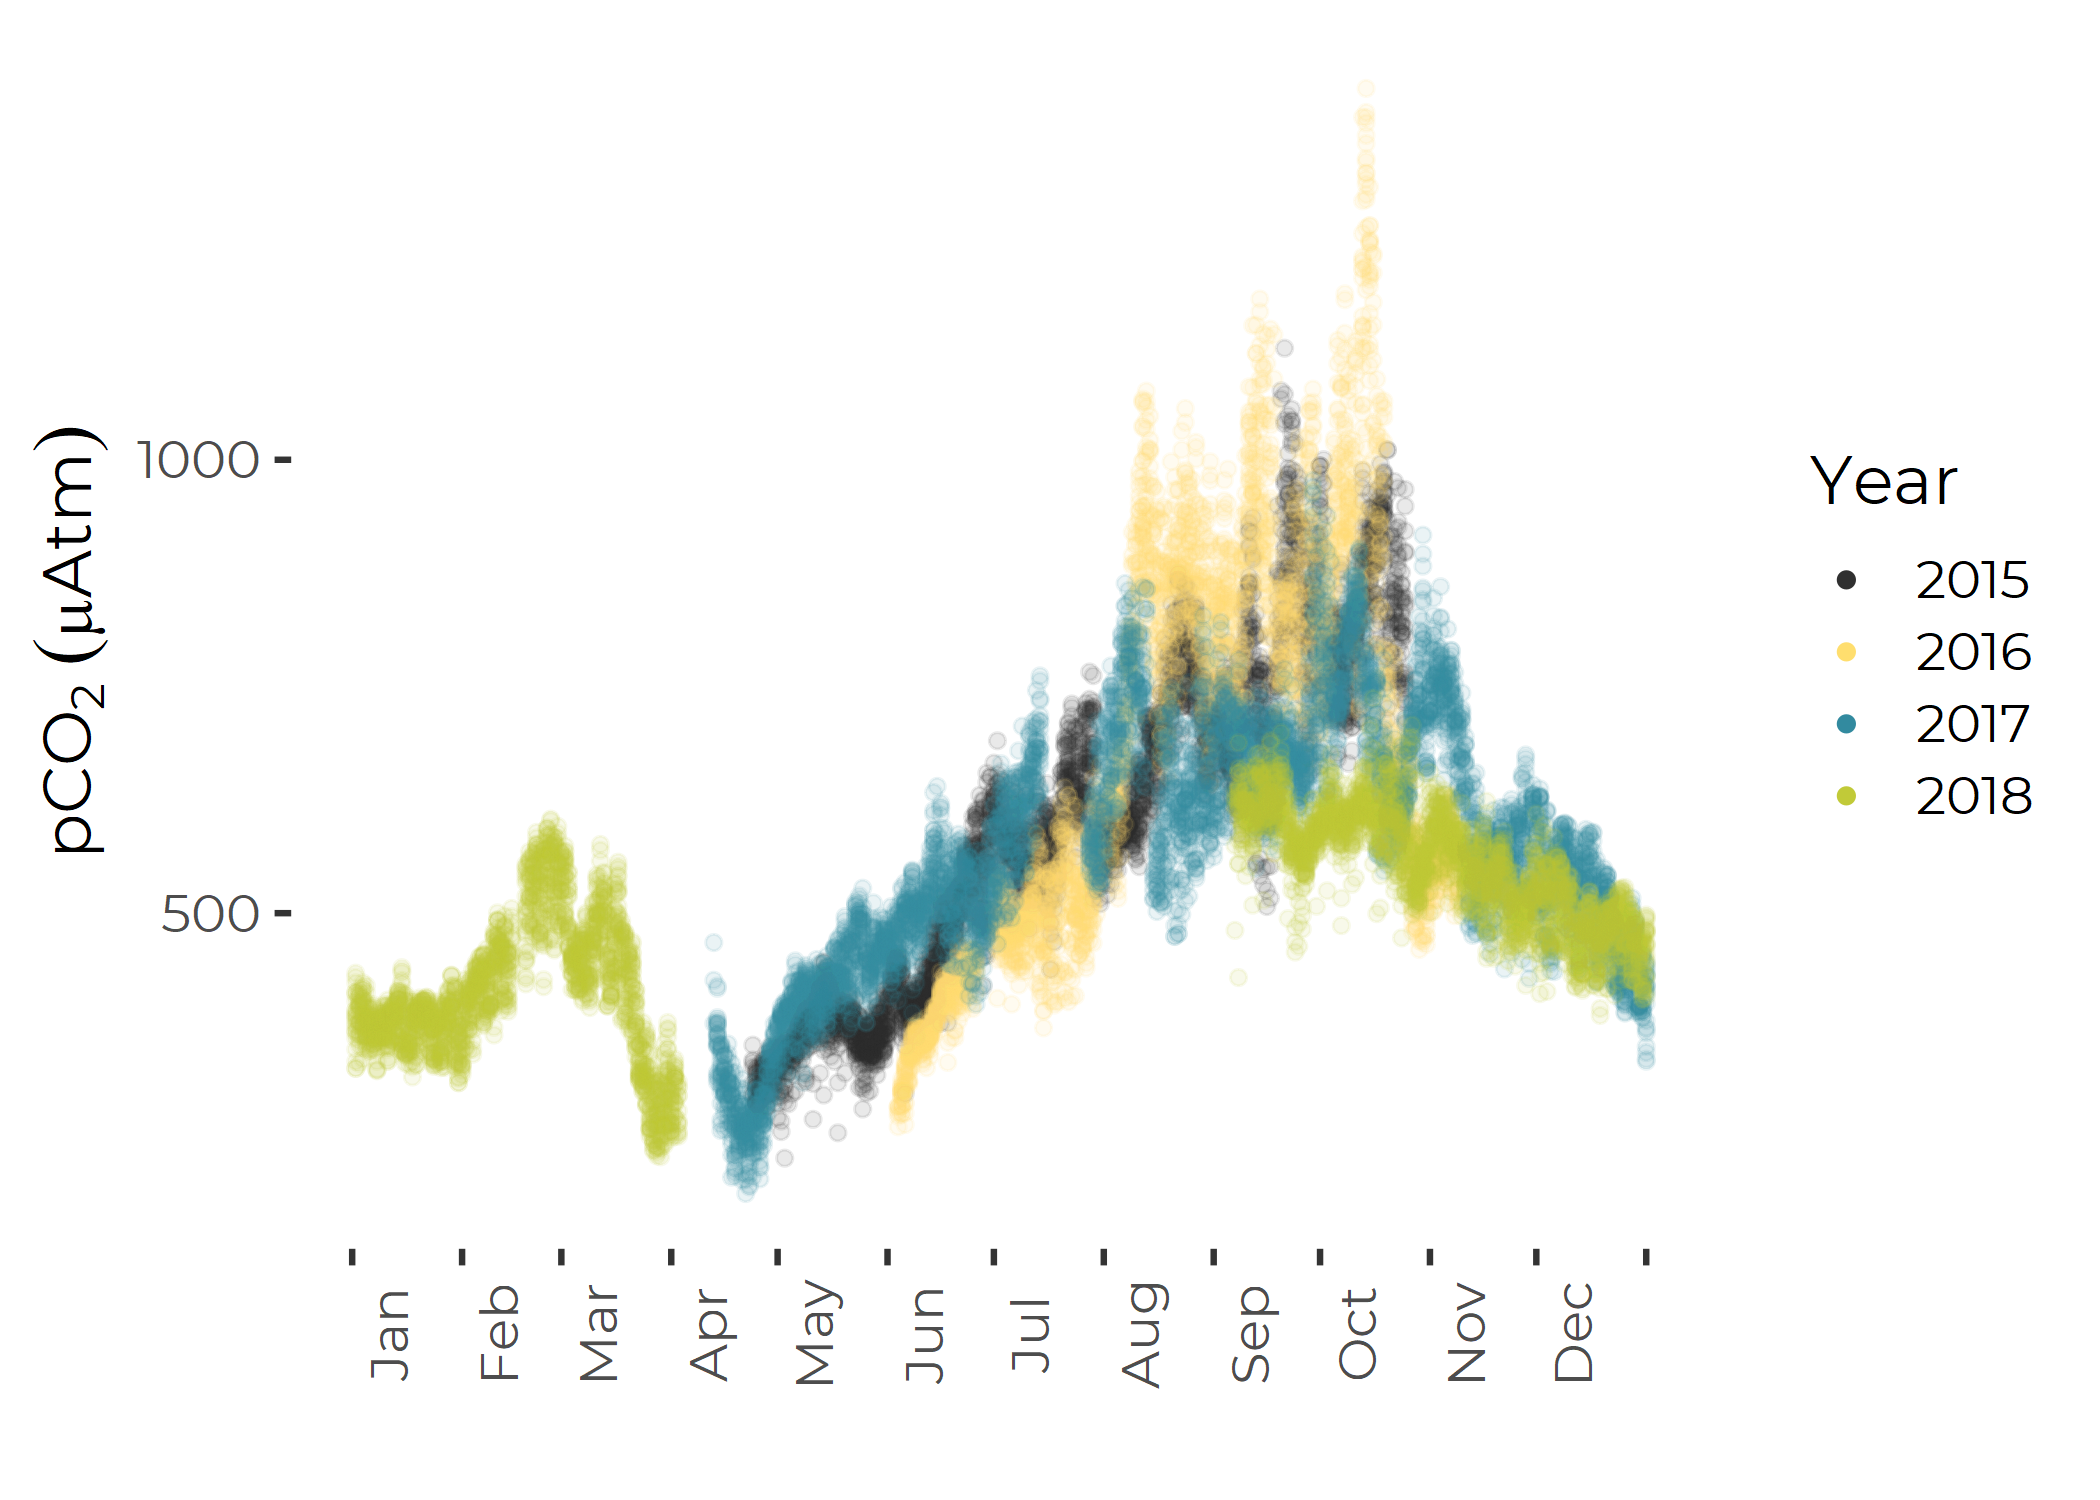 pCO₂ (µAtm)
1000
500
Jan
Feb
Mar
Apr
May
Jun
Jul
Aug
Sep
Oct
Nov
Dec
Year
2015
2016
2017
2018